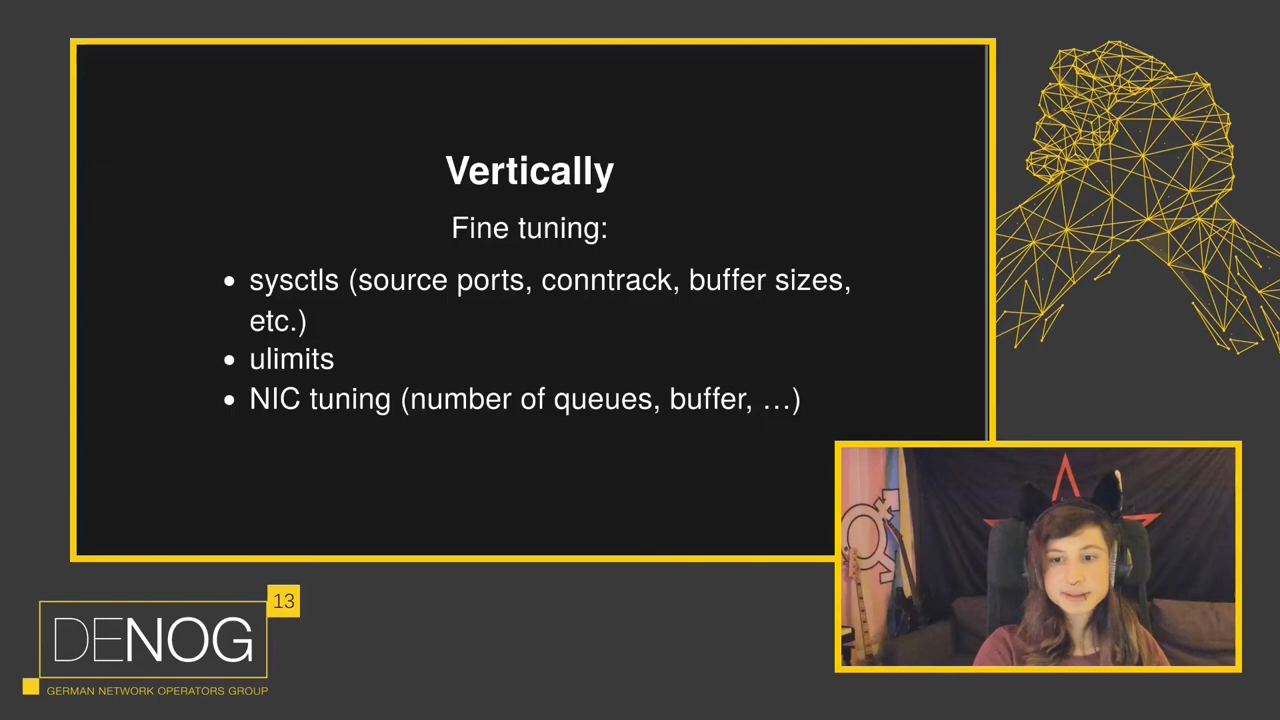 Vertically
Fine tuning:
• sysctls (source ports, conntrack, buffer sizes,
etc.)
• ulimits
• NIC tuning (number of queues, buffer, …)
13
DENOG
GERMAN NETWORK OPERATORS GROUP